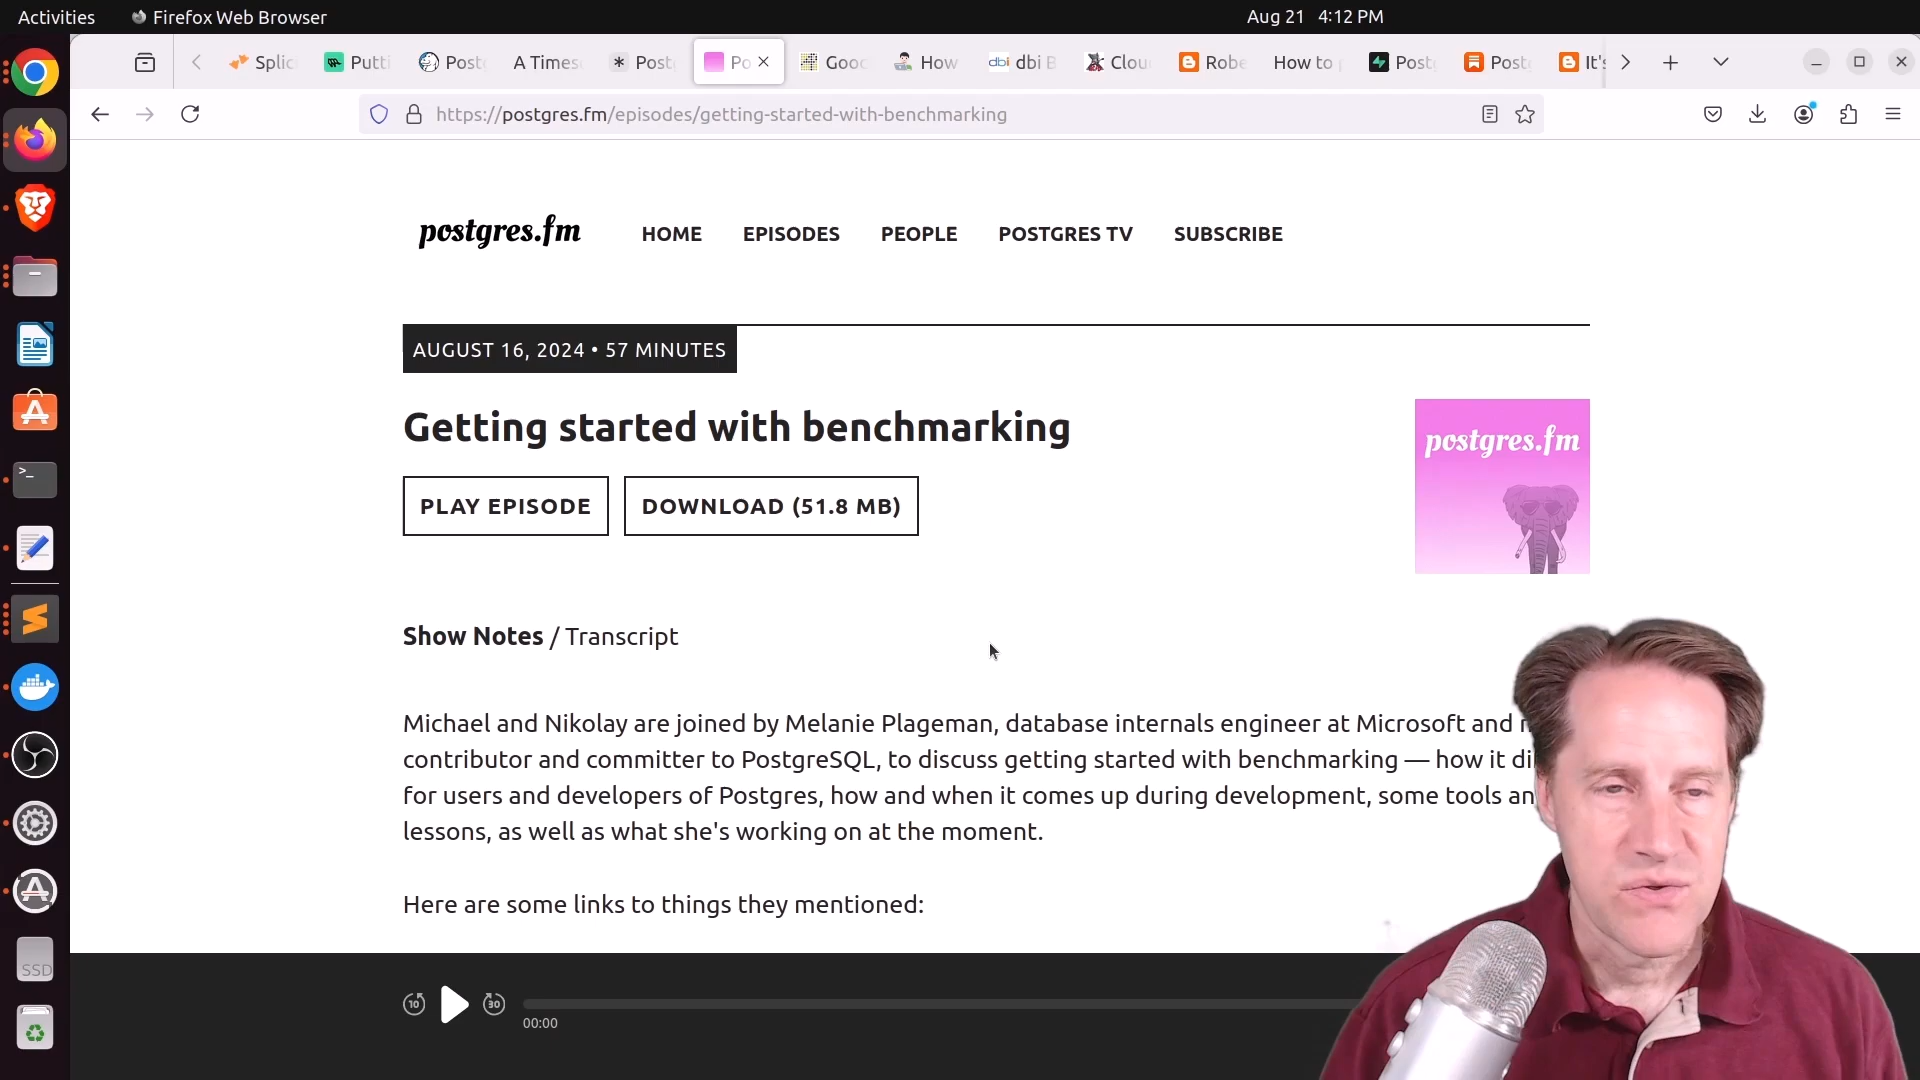 Activities
Firefox Web Browser
Aug 21 4:12 PM
Splic
Putti
Postg
A Times
Post
Po
Gooc
How
dbi
dbi B
Clou
Robe
How to
Post
Post
It's
https://postgres.fm/episodes/getting-started-with-benchmarking
postgres.fm
HOME
EPISODES
PEOPLE
POSTGRES TV
SUBSCRIBE
AUGUST 16, 2024 • 57 MINUTES
Getting started with benchmarking
postgres.fm
PLAY EPISODE
DOWNLOAD (51.8 MB)
Show Notes / Transcript
Michael and Nikolay are joined by Melanie Plageman, database internals engineer at Microsoft and
contributor and committer to PostgreSQL, to discuss getting started with benchmarking — how it di
for users and developers of Postgres, how and when it comes up during development, some tools an
lessons, as well as what she's working on at the moment.
Here are some links to things they mentioned:
SSD
10
30
00:00